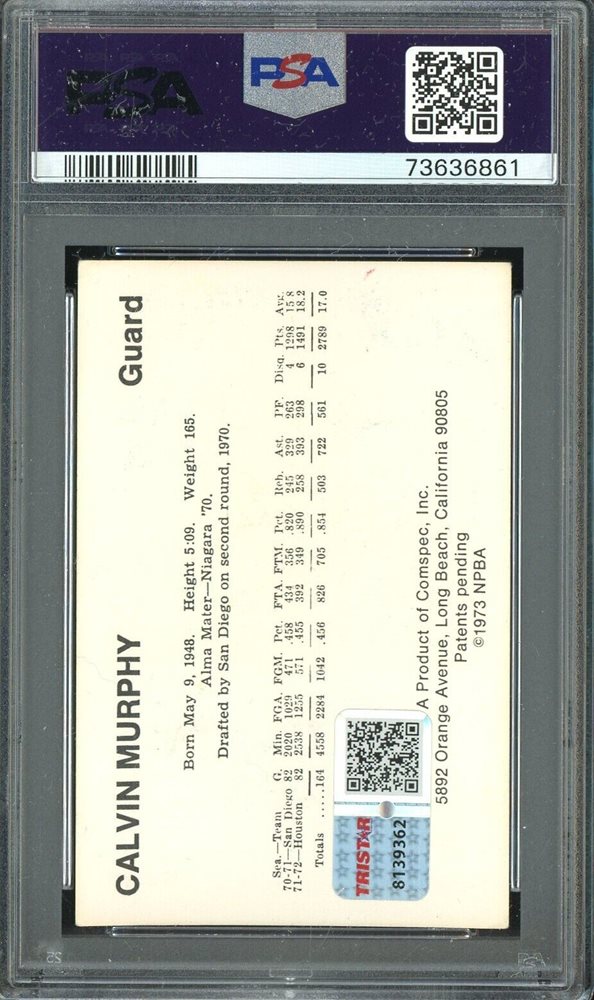 PSA
PSA
73636861
CALVIN MURPHY Guard
Born May 9, 1948. Height 5:09. Weight 165.
Alma Mater—Niagara '70.
Drafted by San Diego on second round, 1970.
Sea.—Team G. Min. FGA. FGM. Pct. FTA. FTM. Pct. Reb. Ast. PF. Disq. Pts. Avg.
70-71—San Diego 82 2020 1029 471 .458 434 356 .820 245 329 263 4 1298 15.8
71-72—Houston 82 2538 1255 571 .455 392 349 .890 258 393 298 6 1491 18.2
Totals .....164 4558 2284 1042 .456 826 705 .854 503 722 561 10 2789 17.0
A Product of Comspec, Inc.
5892 Orange Avenue, Long Beach, California 90805
Patents pending
©1973 NPBA
TRISTAR
8139362